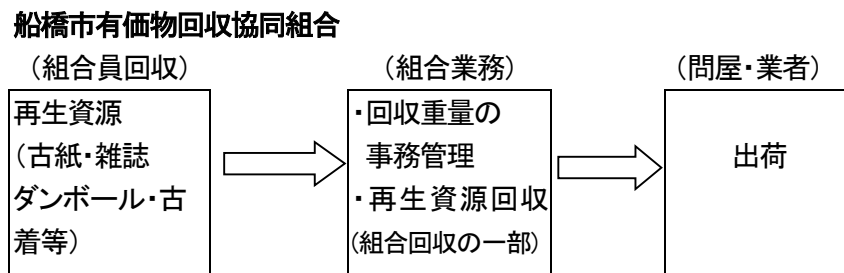 船橋市有価物回収協同組合
（組合員回収）
（組合業務）
（問屋・業者）
再生資源
（古紙・雑誌
ダンボール・古
着等）
・回収重量の
事務管理
・再生資源回収
（組合回収の一部）
出荷